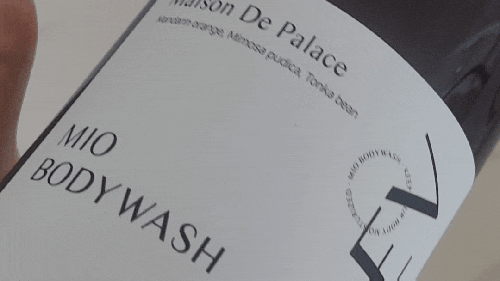 Maison De Palace
Mandarin orange, Mimosa pudica, Tonka bean
MIO
BODYWASH
MIO BODYWASH